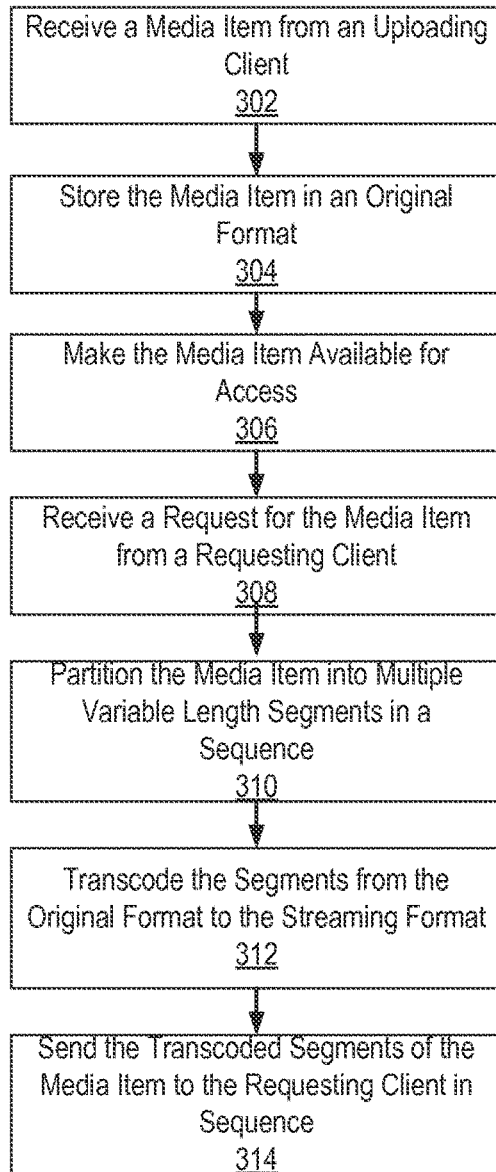 Receive a Media Item from an Uploading
Client
302
Store the Media Item in an Original
Format
304
Make the Media Item Available for
Access
306
Receive a Request for the Media Item
from a Requesting Client
308
Partition the Media Item into Multiple
Variable Length Segments in a
Sequence
310
Transcode the Segments from the
Original Format to the Streaming Format
312
Send the Transcoded Segments of the
Media Item to the Requesting Client in
Sequence
314